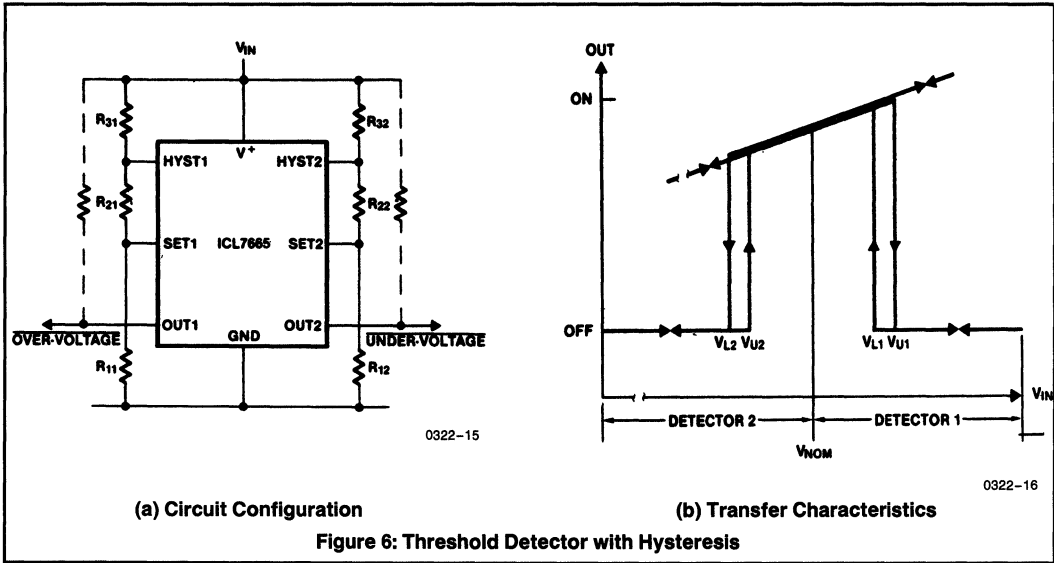 V_IN
R31
R32
V+
HYST1
HYST2
R21
R22
SET1
ICL7665
SET2
OUT1
OUT2
OVER-VOLTAGE
UNDER-VOLTAGE
GND
R11
R12
0322-15
(a) Circuit Configuration
OUT
ON
OFF
VL2 VU2
VL1 VU1
VIN
DETECTOR 2
DETECTOR 1
VNOM
0322-16
(b) Transfer Characteristics
Figure 6: Threshold Detector with Hysteresis